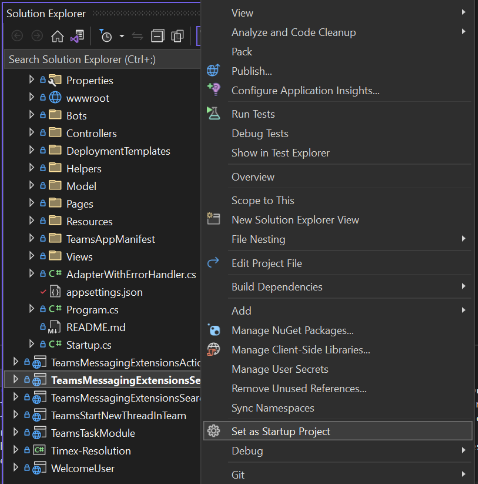 Solution Explorer
Search Solution Explorer (Ctrl+;)
Properties
wwwroot
Bots
Controllers
DeploymentTemplates
Helpers
Model
Pages
Resources
TeamsAppManifest
Views
C# AdapterWithErrorHandler.cs
appsettings.json
C# Program.cs
README.md
C# Startup.cs
TeamsMessagingExtensionsActio
TeamsMessagingExtensionsSe
TeamsMessagingExtensionsSear
TeamsStartNewThreadInTeam
TeamsTaskModule
C# Timex-Resolution
WelcomeUser
View
Analyze and Code Cleanup
Pack
Publish...
Configure Application Insights...
Run Tests
Debug Tests
Show in Test Explorer
Overview
Scope to This
New Solution Explorer View
File Nesting
Edit Project File
Build Dependencies
Add
Manage NuGet Packages...
Manage Client-Side Libraries...
Manage User Secrets
Remove Unused References...
Sync Namespaces
Set as Startup Project
Debug
Git